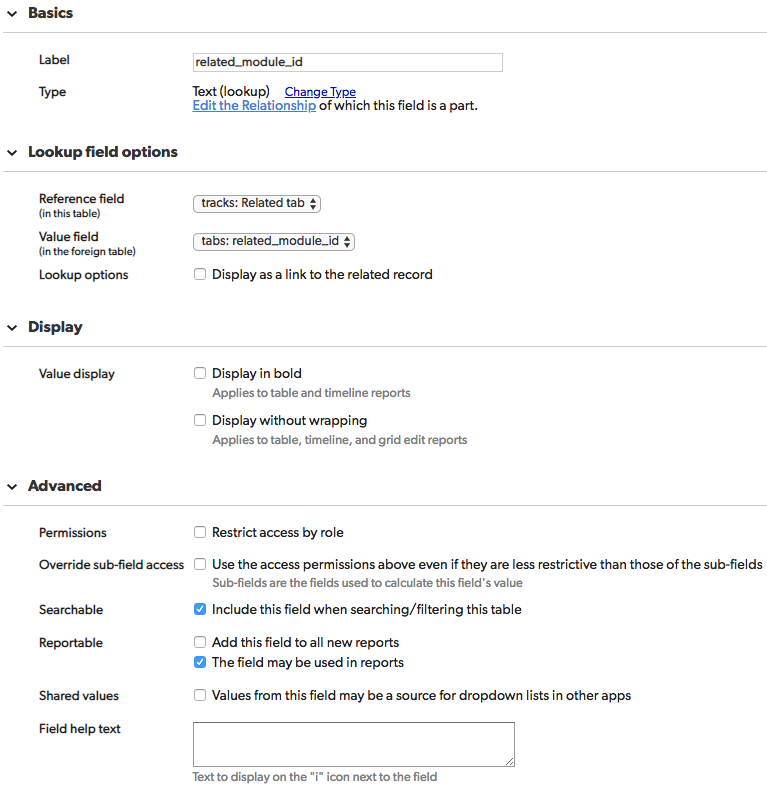 Basics
Label related_module_id
Type Text (lookup) Change Type
Edit the Relationship of which this field is a part.
Lookup field options
Reference field tracks: Related tab
(in this table)
Value field tabs: related_module_id
(in the foreign table)
Lookup options Display as a link to the related record
Display
Value display Display in bold
Applies to table and timeline reports
Display without wrapping
Applies to table, timeline, and grid edit reports
Advanced
Permissions Restrict access by role
Override sub-field access Use the access permissions above even if they are less restrictive than those of the sub-fields
Sub-fields are the fields used to calculate this field's value
Searchable Include this field when searching/filtering this table
Reportable Add this field to all new reports
The field may be used in reports
Shared values Values from this field may be a source for dropdown lists in other apps
Field help text
Text to display on the "i" icon next to the field